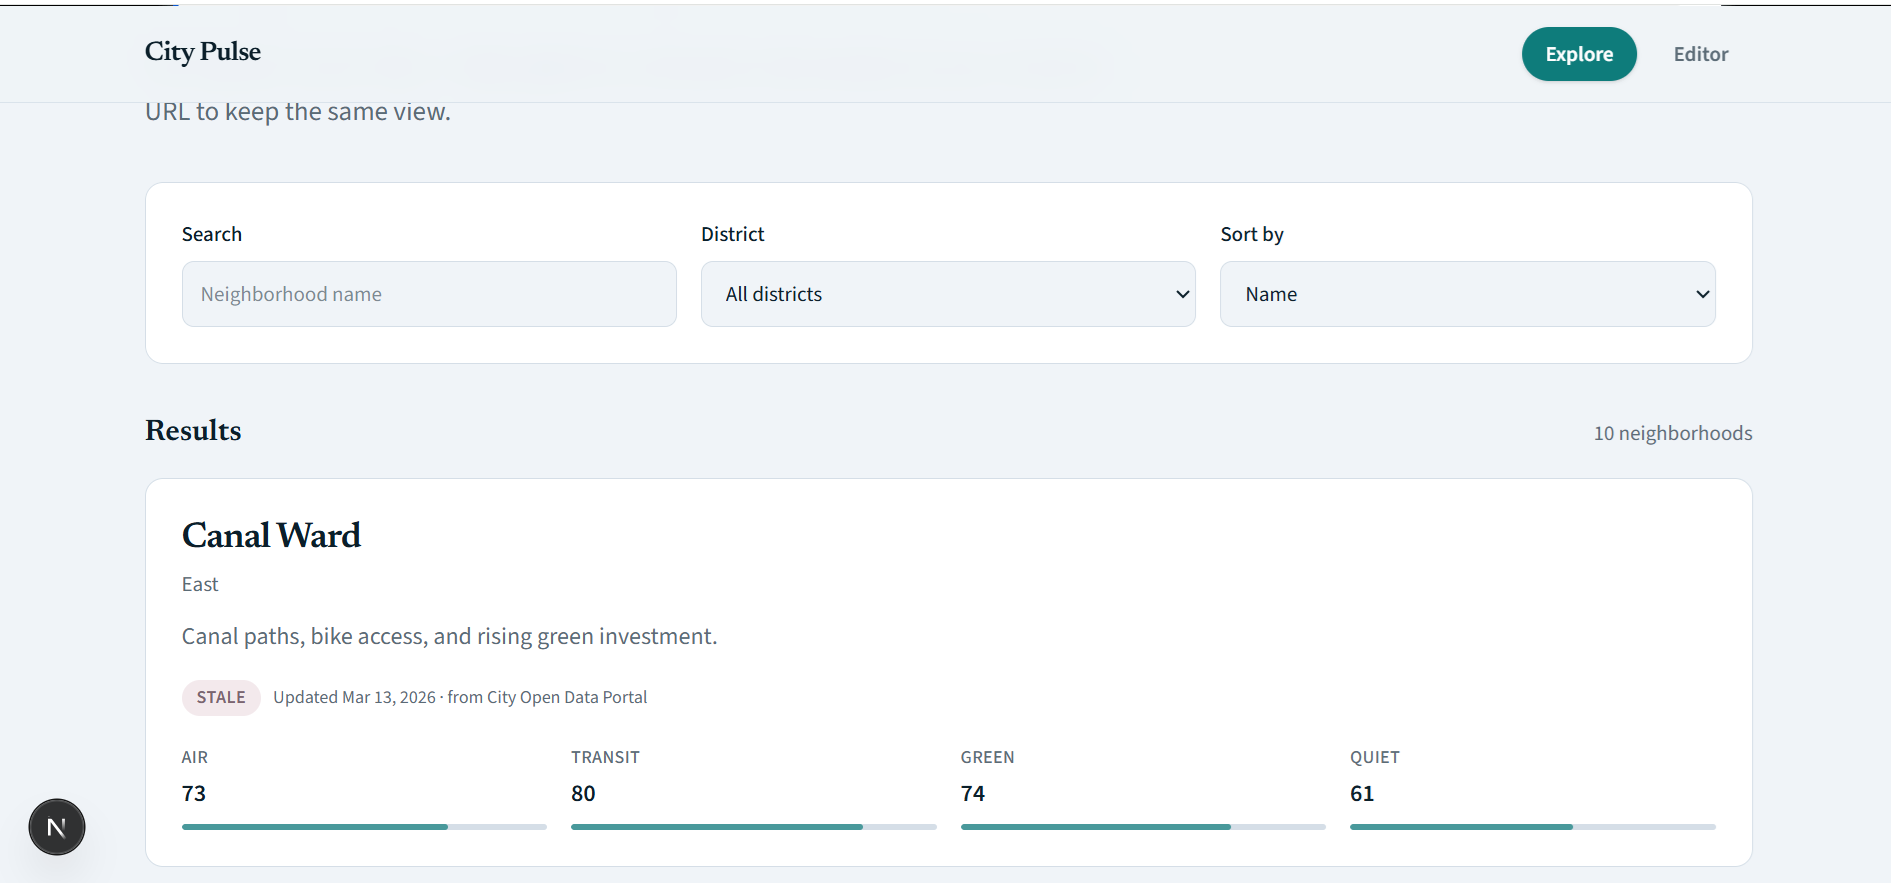 City Pulse
Explore
Editor
URL to keep the same view.
Search
District
Sort by
Neighborhood name
All districts
Name
Results
10 neighborhoods
Canal Ward
East
Canal paths, bike access, and rising green investment.
STALE Updated Mar 13, 2026 · from City Open Data Portal
AIR
TRANSIT
GREEN
QUIET
73
80
74
61
N